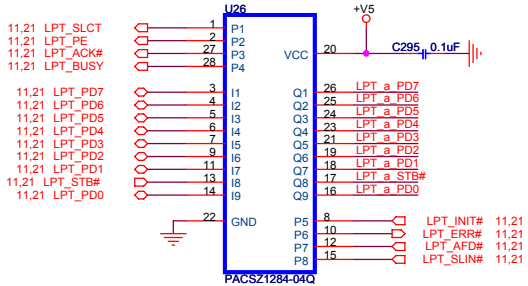 U26
+V5
11,21 LPT_SLCT 1 P1
11,21 LPT_PE 2 P2
11,21 LPT_ACK# 27 P3 VCC 20 C295 0.1uF
11,21 LPT_BUSY 28 P4
11,21 LPT_PD7 3 I1 Q1 26 LPT_a_PD7
11,21 LPT_PD6 4 I2 Q2 25 LPT_a_PD6
11,21 LPT_PD5 5 I3 Q3 24 LPT_a_PD5
11,21 LPT_PD4 6 I4 Q4 23 LPT_a_PD4
11,21 LPT_PD3 7 I5 Q5 21 LPT_a_PD3
11,21 LPT_PD2 9 I6 Q6 19 LPT_a_PD2
11,21 LPT_PD1 11 I7 Q7 18 LPT_a_PD1
11,21 LPT_STB# 13 I8 Q8 17 LPT_a_STB#
11,21 LPT_PD0 14 I9 Q9 16 LPT_a_PD0
22 GND P5 8 LPT_INIT# 11,21
P6 10 LPT_ERR# 11,21
P7 12 LPT_AFD# 11,21
P8 15 LPT_SLIN# 11,21
PACSZ1284-04Q